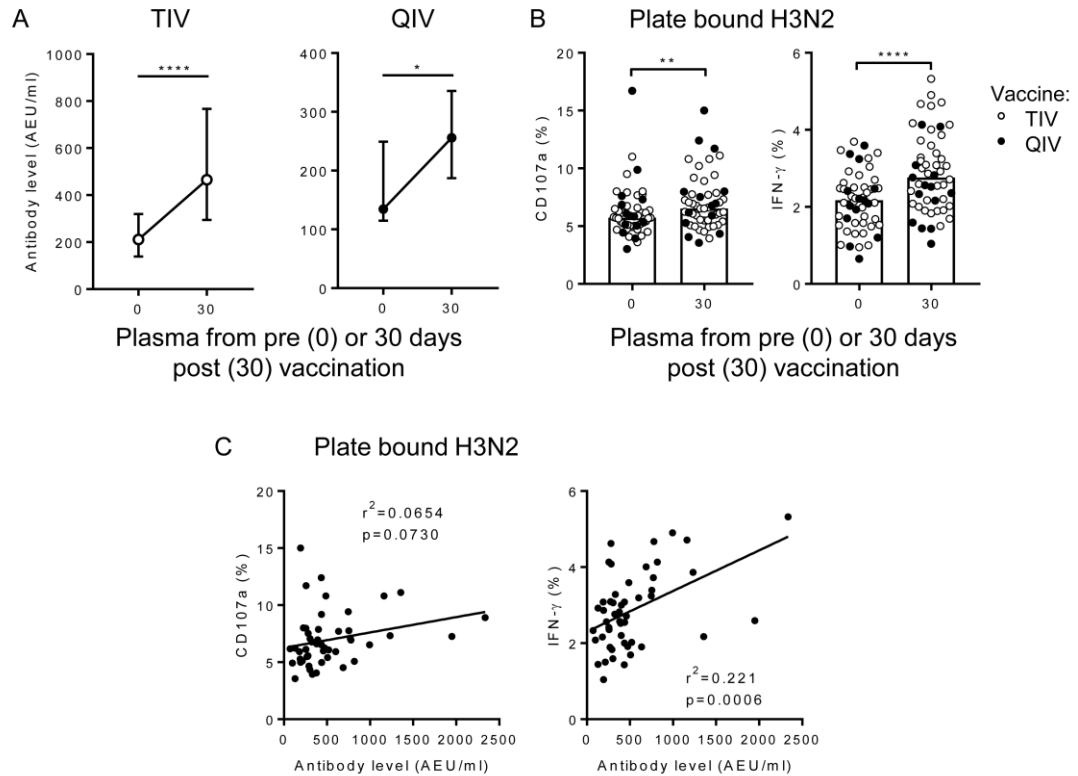 A
TIV
QIV
Antibody level (AEU/ml)
1000
800
600
400
200
0
****
0
30
400
300
200
100
0
*
0
30
Plasma from pre (0) or 30 days
post (30) vaccination
B
Plate bound H3N2
CD107a (%)
20
15
10
5
0
**
0
30
IFN-γ (%)
6
4
2
0
****
0
30
Vaccine:
TIV
QIV
Plasma from pre (0) or 30 days
post (30) vaccination
C
Plate bound H3N2
CD107a (%)
20
15
10
5
0
r²=0.0654
p=0.0730
0 500 1000 1500 2000 2500
Antibody level (AEU/ml)
IFN-γ (%)
6
4
2
0
r²=0.221
p=0.0006
0 500 1000 1500 2000 2500
Antibody level (AEU/ml)